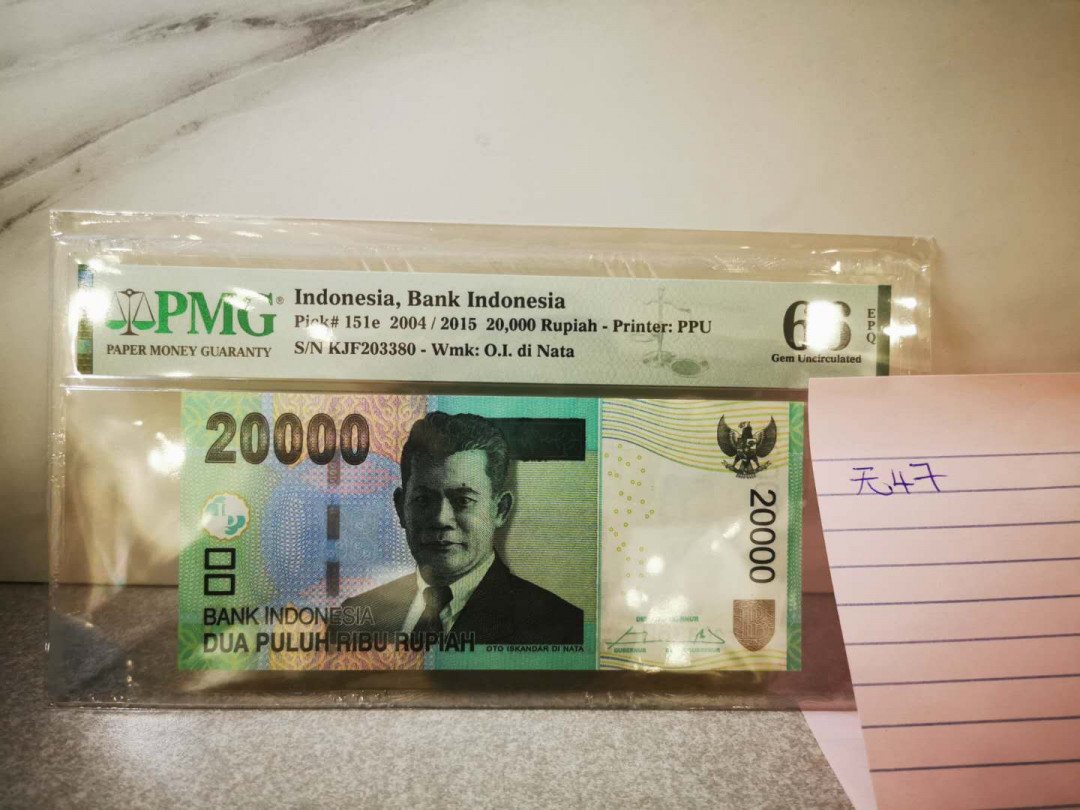 PMG®
PAPER MONEY GUARANTY
Indonesia, Bank Indonesia
Pick# 151e 2004 / 2015 20,000 Rupiah - Printer: PPU
S/N KJF203380 - Wmk: O.I. di Nata
66
EPQ
Gem Uncirculated
20000
BANK INDONESIA
DUA PULUH RIBU RUPIAH
OTO ISKANDAR DI NATA
20000
GUBERNUR
无47